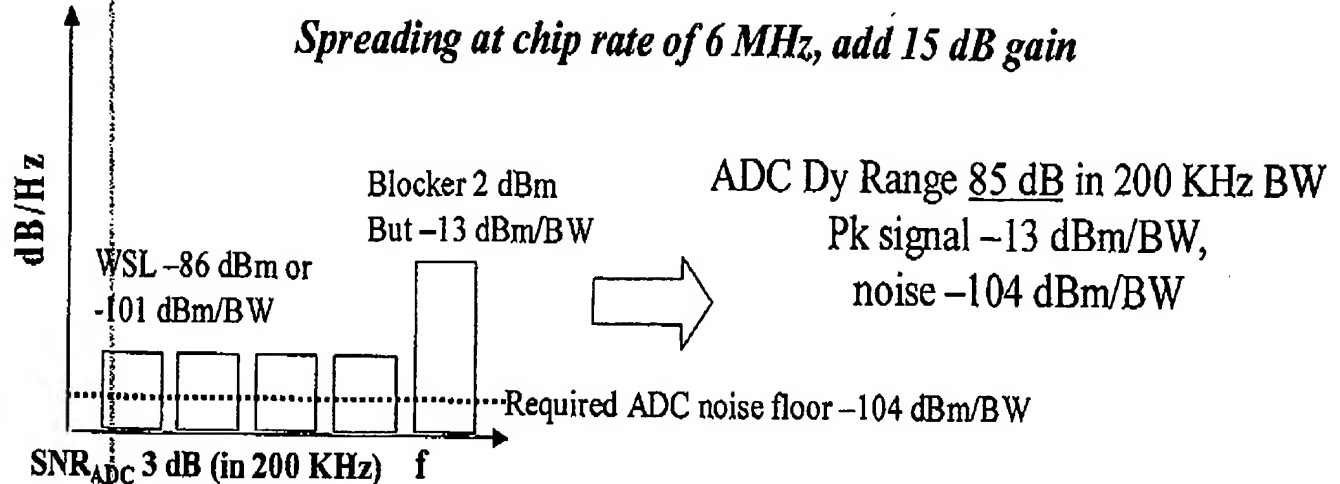 Spreading at chip rate of 6 MHz, add 15 dB gain
dB/Hz
Blocker 2 dBm
But –13 dBm/BW
WSL –86 dBm or
-101 dBm/BW
ADC Dy Range 85 dB in 200 KHz BW
Pk signal –13 dBm/BW,
noise –104 dBm/BW
Required ADC noise floor –104 dBm/BW
SNR_ADC 3 dB (in 200 KHz) f